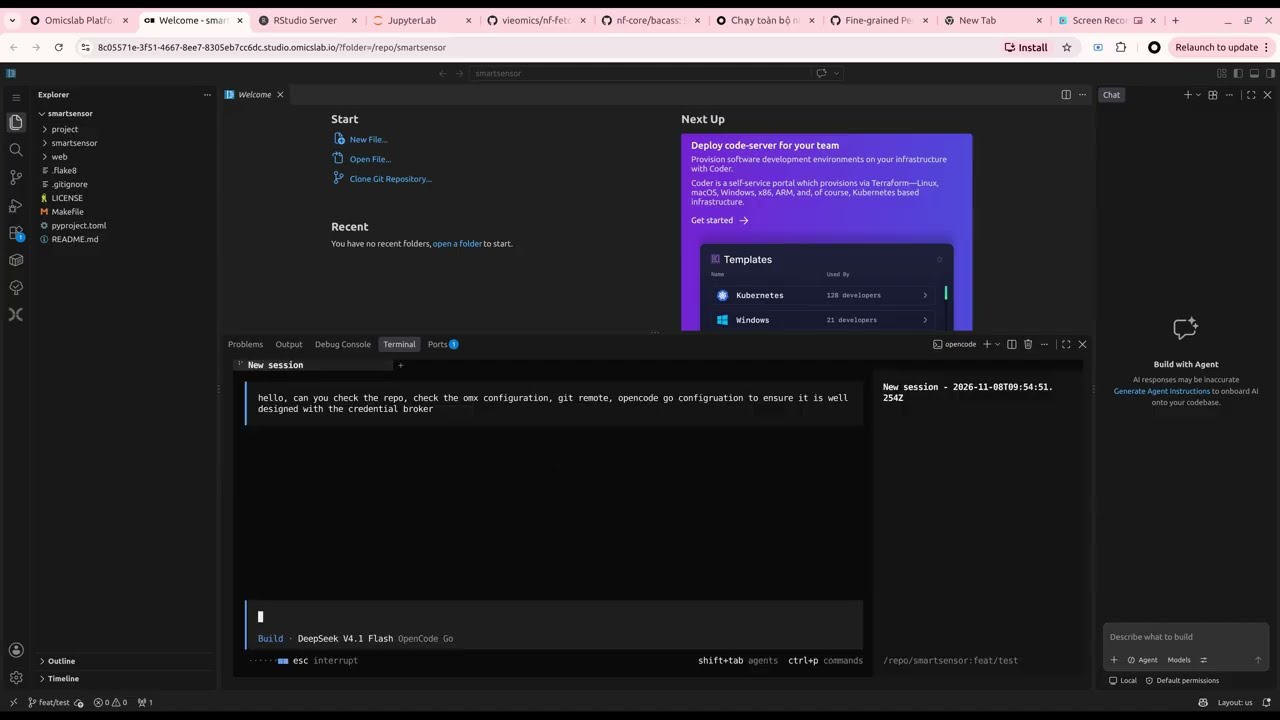 Omicslab Platfo
Welcome - smar
RStudio Server
JupyterLab
vieomics/nf-fetc
nf-core/bacass: S
Chạy toàn bộ n
Fine-grained Pe
New Tab
Screen Reco
8c05571e-3f51-4667-8ee7-8305eb7cc6dc.studio.omicslab.io/?folder=/repo/smartsensor
Install
Relaunch to update
smartsensor
Explorer
smartsensor
project
smartsensor
web
.flake8
.gitignore
LICENSE
Makefile
pyproject.toml
README.md
Outline
Timeline
Welcome
Start
New File...
Open File...
Clone Git Repository...
Recent
You have no recent folders, open a folder to start.
Next Up
Deploy code-server for your team
Provision software development environments on your infrastructure
with Coder.
Coder is a self-service portal which provisions via Terraform—Linux,
macOS, Windows, x86, ARM, and, of course, Kubernetes based
infrastructure.
Get started
Templates
Name Used By
Kubernetes 128 developers
Windows 21 developers
Problems Output Debug Console Terminal Ports 1
opencode
New session
hello, can you check the repo, check the omx configuration, git remote, opencode go configruation to ensure it is well
designed with the credential broker
New session - 2026-11-08T09:54:51.
254Z
Build · DeepSeek V4.1 Flash OpenCode Go
esc interrupt
shift+tab agents ctrl+p commands
/repo/smartsensor:feat/test
Chat
Build with Agent
AI responses may be inaccurate
Generate Agent Instructions to onboard AI
onto your codebase.
Describe what to build
Agent Models
Local Default permissions
feat/test 0 0 1
Layout: us